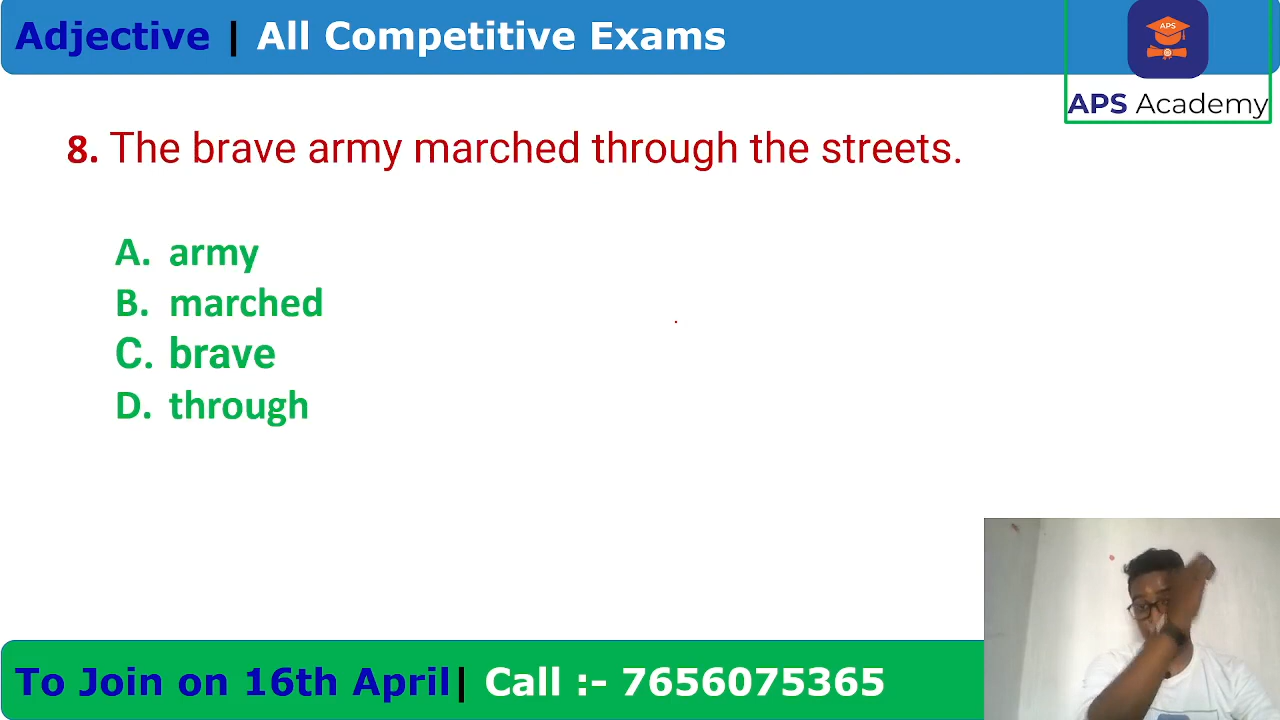 Adjective | All Competitive Exams
APS
APS Academy
8. The brave army marched through the streets.
A. army
B. marched
C. brave
D. through
To Join on 16th April| Call :- 7656075365